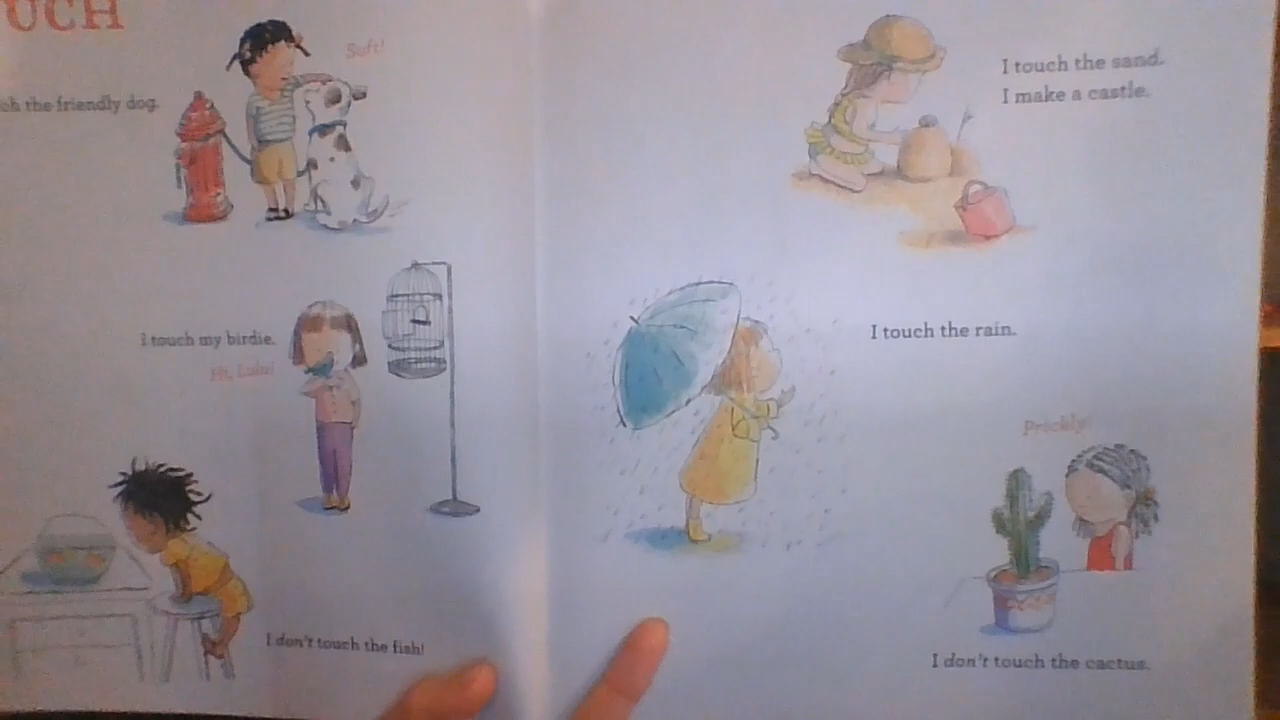 UCH
the friendly dog.
Soft!
I touch my birdie.
Hi, Lulu!
I don't touch the fish!
I touch the sand.
I make a castle.
I touch the rain.
Prickly!
I don't touch the cactus.